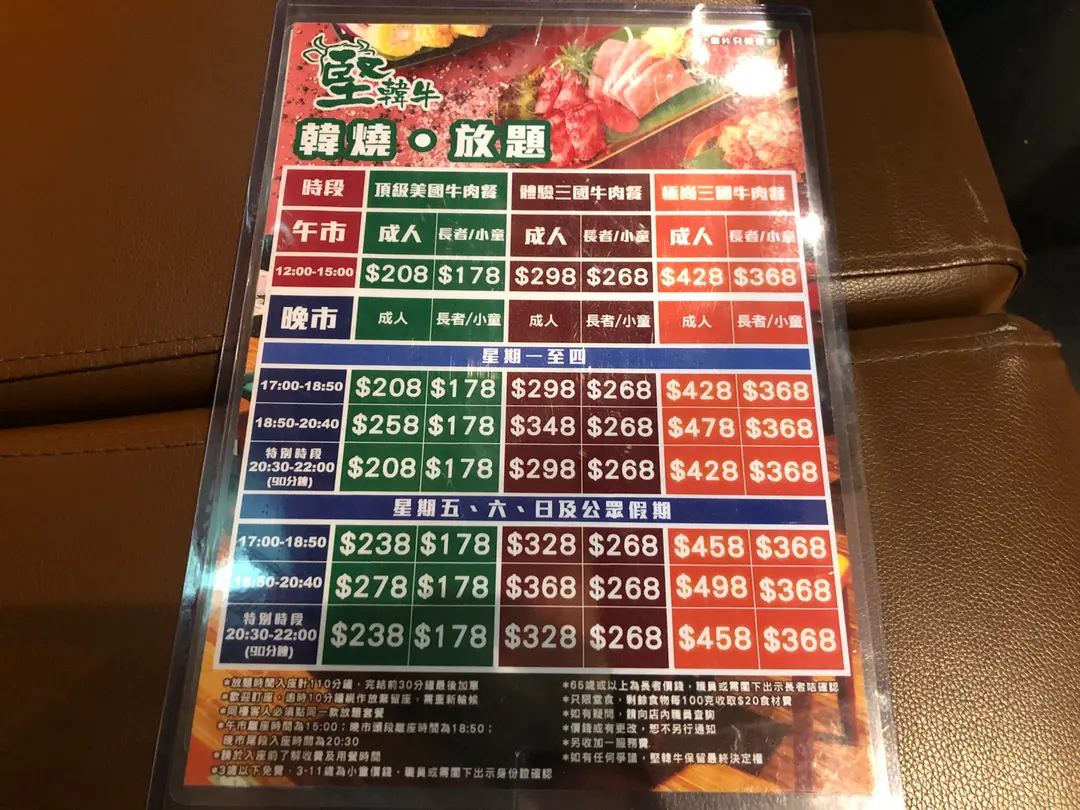 *圖片只供參考
堅韓牛
韓燒。放題
時段 頂級美國牛肉餐 體驗三國牛肉餐 極尚三國牛肉餐
午市 成人 長者/小童 成人 長者/小童 成人 長者/小童
12:00-15:00 $208 $178 $298 $268 $428 $368
晚市 成人 長者/小童 成人 長者/小童 成人 長者/小童
星期一至四
17:00-18:50 $208 $178 $298 $268 $428 $368
18:50-20:40 $258 $178 $348 $268 $478 $368
特別時段
20:30-22:00 $208 $178 $298 $268 $428 $368
(90分鐘)
星期五、六、日及公眾假期
17:00-18:50 $238 $178 $328 $268 $458 $368
18:50-20:40 $278 $178 $368 $268 $498 $368
特別時段
20:30-22:00 $238 $178 $328 $268 $458 $368
(90分鐘)
*放題時間入座計110分鐘,完結前30分鐘最後加單
*歡迎訂座,過時10分鐘視作放棄留座,需重新輪候
*同檯客人必須點同一款放題套餐
*午市離座時間為15:00;晚市頭段離座時間為18:50;
晚市尾段入座時間為20:30
*請於入座前了解收費及用餐時間
*3歲以下免費,3-11歲為小童價錢,職員或需閣下出示身份證確認
*65歲或以上為長者價錢,職員或需閣下出示長者咭確認
*只限堂食,剩餘食物每100克收取$20食材費
*如有疑問,請向店內職員查詢
*價錢或有更改,恕不另行通知
*另收加一服務費
*如有任何爭議,堅韓牛保留最終決定權